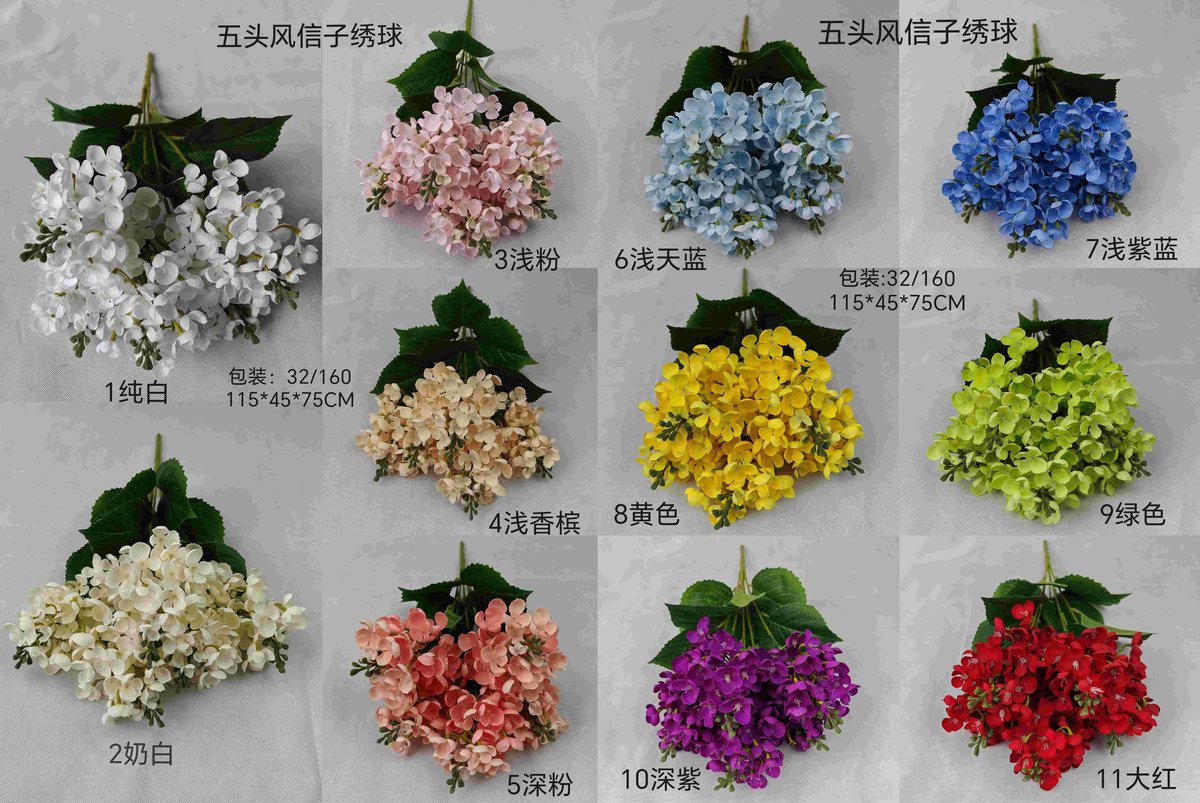 五头风信子绣球
五头风信子绣球
3浅粉
6浅天蓝
7浅紫蓝
包装:32/160
115*45*75CM
1纯白
包装：32/160
115*45*75CM
4浅香槟
8黄色
9绿色
2奶白
5深粉
10深紫
11大红